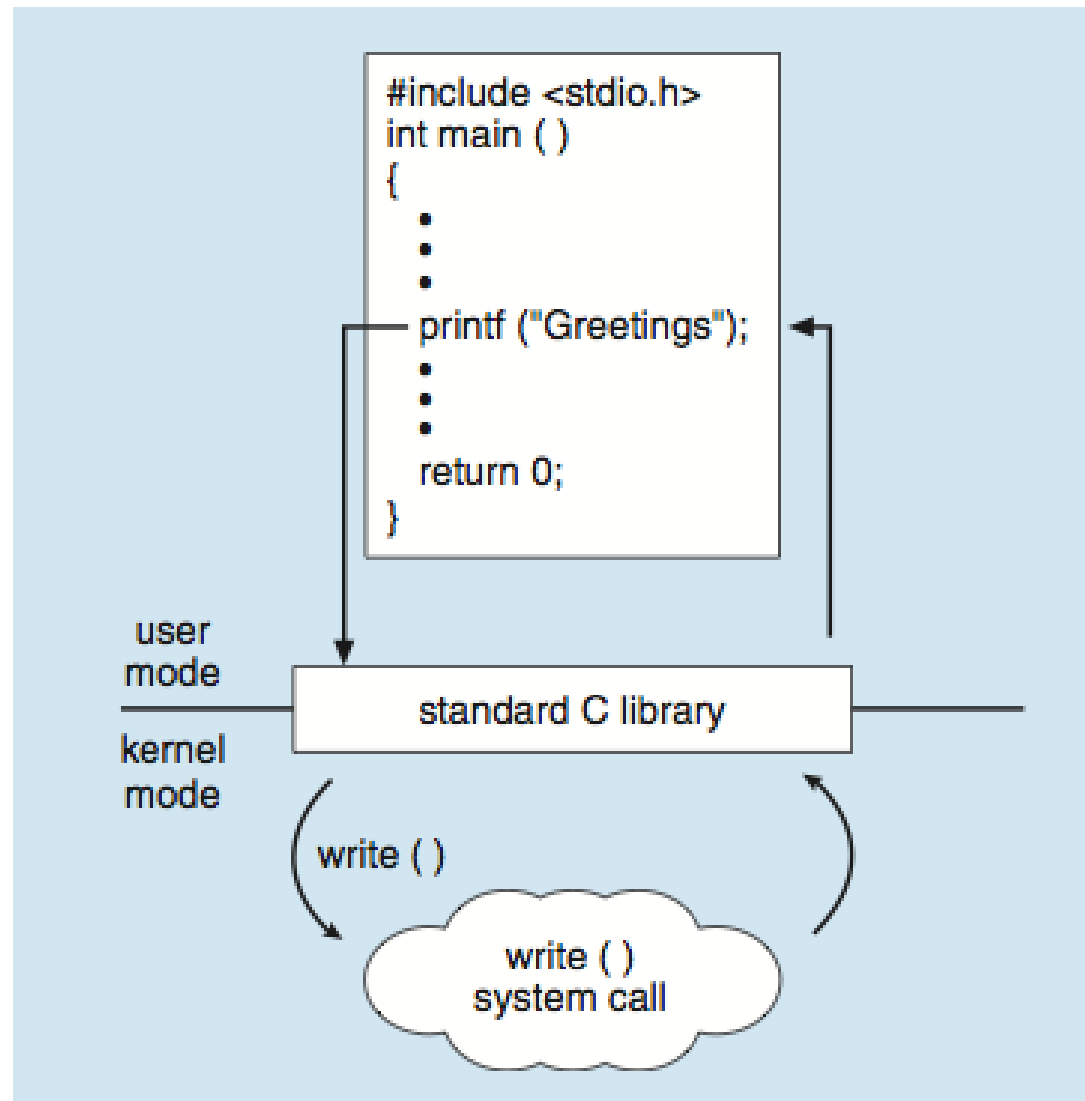 #include <stdio.h>
int main ( )
{
•
•
•
printf ("Greetings");
•
•
•
return 0;
}
user
mode
standard C library
kernel
mode
write ( )
write ( )
system call